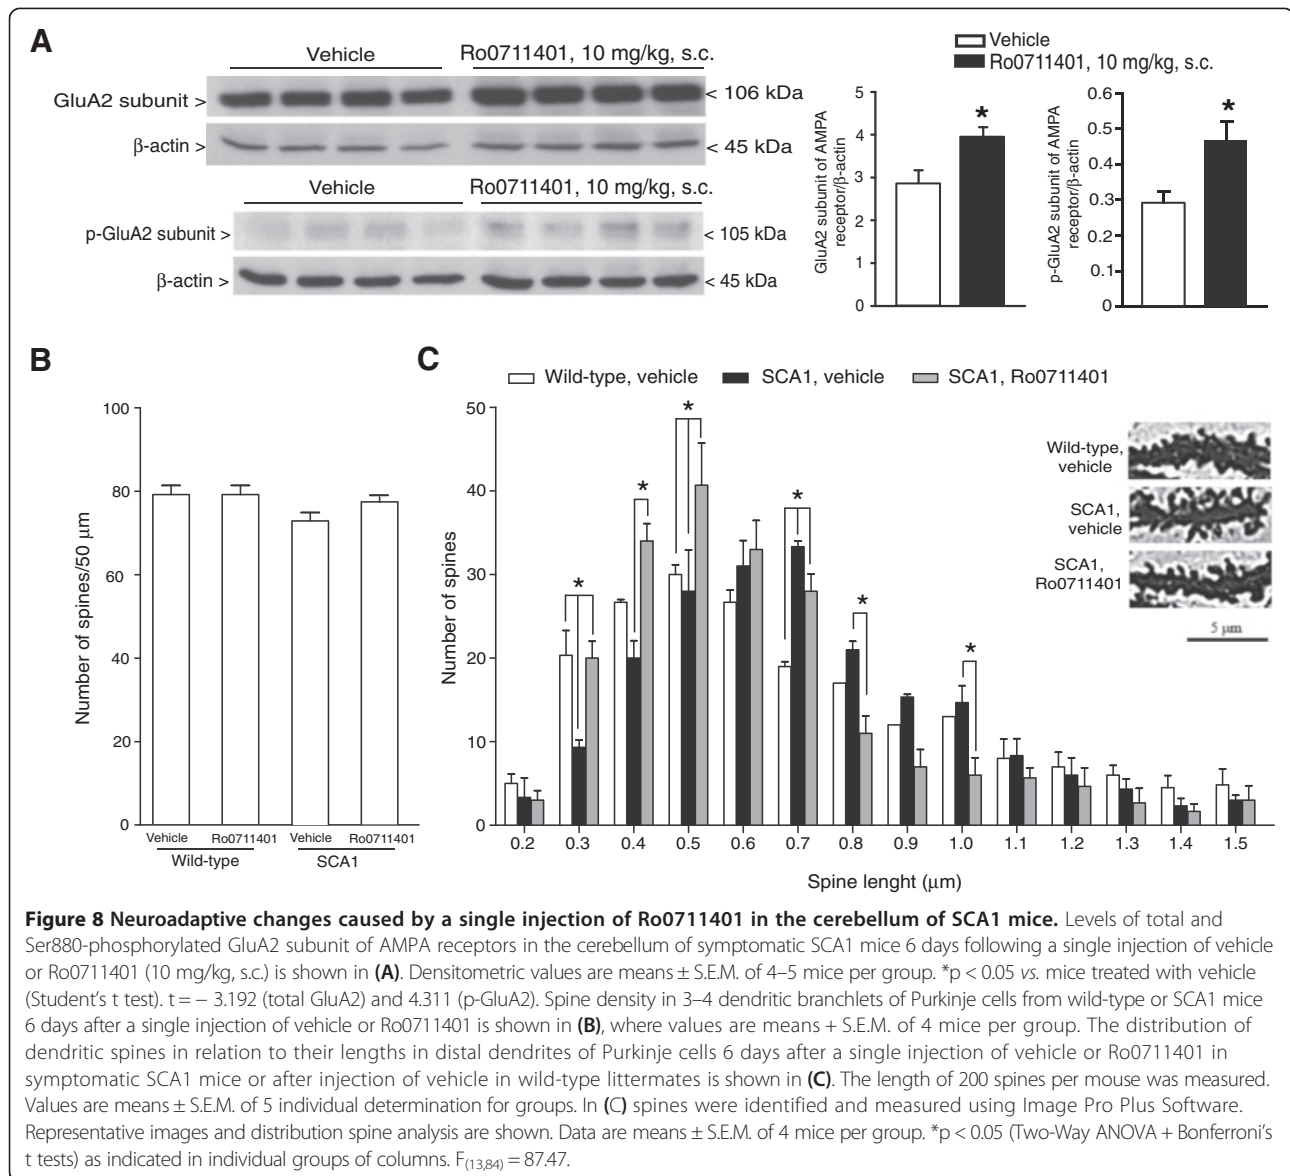 A
Vehicle
Ro0711401, 10 mg/kg, s.c.
GluA2 subunit >
< 106 kDa
β-actin >
< 45 kDa
Vehicle
Ro0711401, 10 mg/kg, s.c.
p-GluA2 subunit >
< 105 kDa
β-actin >
< 45 kDa
Vehicle
Ro0711401, 10 mg/kg, s.c.
GluA2 subunit of AMPA
receptor/β-actin
5
4
3
2
1
0
*
p-GluA2 subunit of AMPA
receptor/β-actin
0.6
0.5
0.4
0.3
0.2
0.1
0
*
B
Number of spines/50 μm
100
80
60
40
20
0
Vehicle Ro0711401 Vehicle Ro0711401
Wild-type SCA1
C
Wild-type, vehicle SCA1, vehicle SCA1, Ro0711401
Number of spines
50
40
30
20
10
0
* * * * * *
0.2 0.3 0.4 0.5 0.6 0.7 0.8 0.9 1.0 1.1 1.2 1.3 1.4 1.5
Spine lenght (μm)
Wild-type,
vehicle
SCA1,
vehicle
SCA1,
Ro0711401
5 μm
Figure 8 Neuroadaptive changes caused by a single injection of Ro0711401 in the cerebellum of SCA1 mice. Levels of total and
Ser880-phosphorylated GluA2 subunit of AMPA receptors in the cerebellum of symptomatic SCA1 mice 6 days following a single injection of vehicle
or Ro0711401 (10 mg/kg, s.c.) is shown in (A). Densitometric values are means ± S.E.M. of 4–5 mice per group. *p < 0.05 vs. mice treated with vehicle
(Student's t test). t = − 3.192 (total GluA2) and 4.311 (p-GluA2). Spine density in 3–4 dendritic branchlets of Purkinje cells from wild-type or SCA1 mice
6 days after a single injection of vehicle or Ro0711401 is shown in (B), where values are means + S.E.M. of 4 mice per group. The distribution of
dendritic spines in relation to their lengths in distal dendrites of Purkinje cells 6 days after a single injection of vehicle or Ro0711401 in
symptomatic SCA1 mice or after injection of vehicle in wild-type littermates is shown in (C). The length of 200 spines per mouse was measured.
Values are means ± S.E.M. of 5 individual determination for groups. In (C) spines were identified and measured using Image Pro Plus Software.
Representative images and distribution spine analysis are shown. Data are means ± S.E.M. of 4 mice per group. *p < 0.05 (Two-Way ANOVA + Bonferroni's
t tests) as indicated in individual groups of columns. F(13,84) = 87.47.